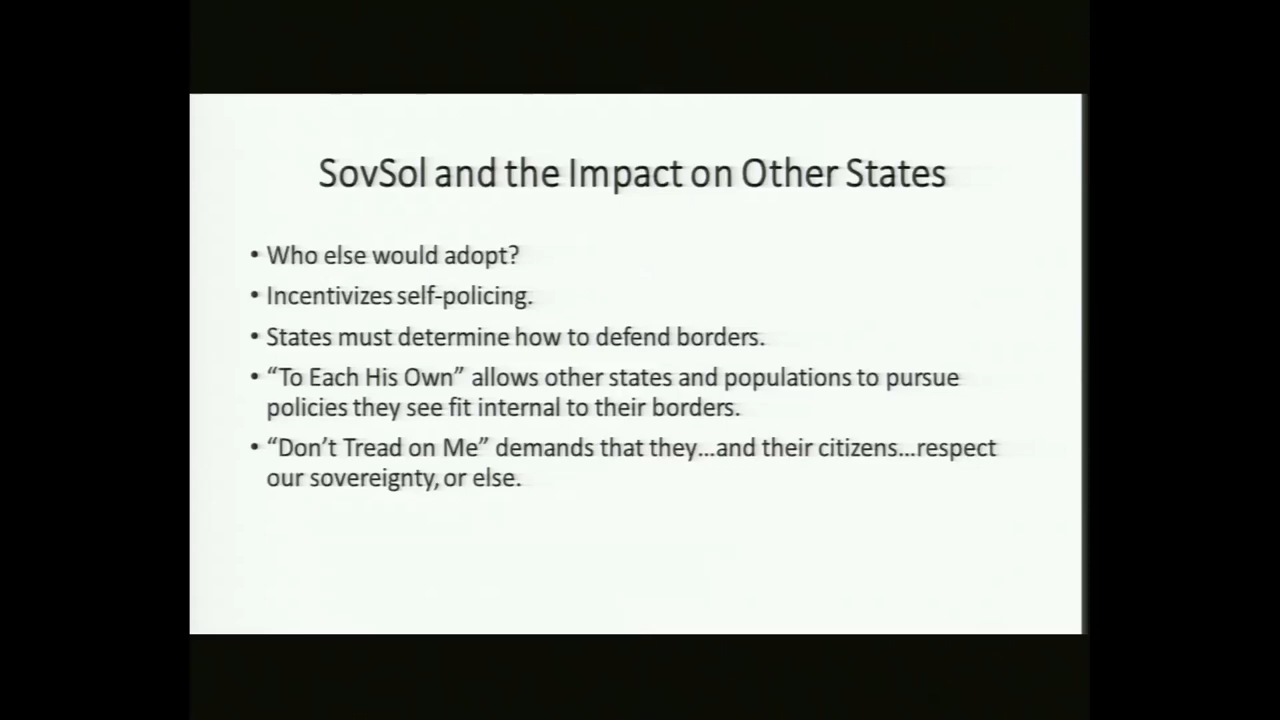 SovSol and the Impact on Other States
• Who else would adopt?
• Incentivizes self-policing.
• States must determine how to defend borders.
• “To Each His Own” allows other states and populations to pursue
policies they see fit internal to their borders.
• “Don’t Tread on Me” demands that they…and their citizens…respect
our sovereignty, or else.